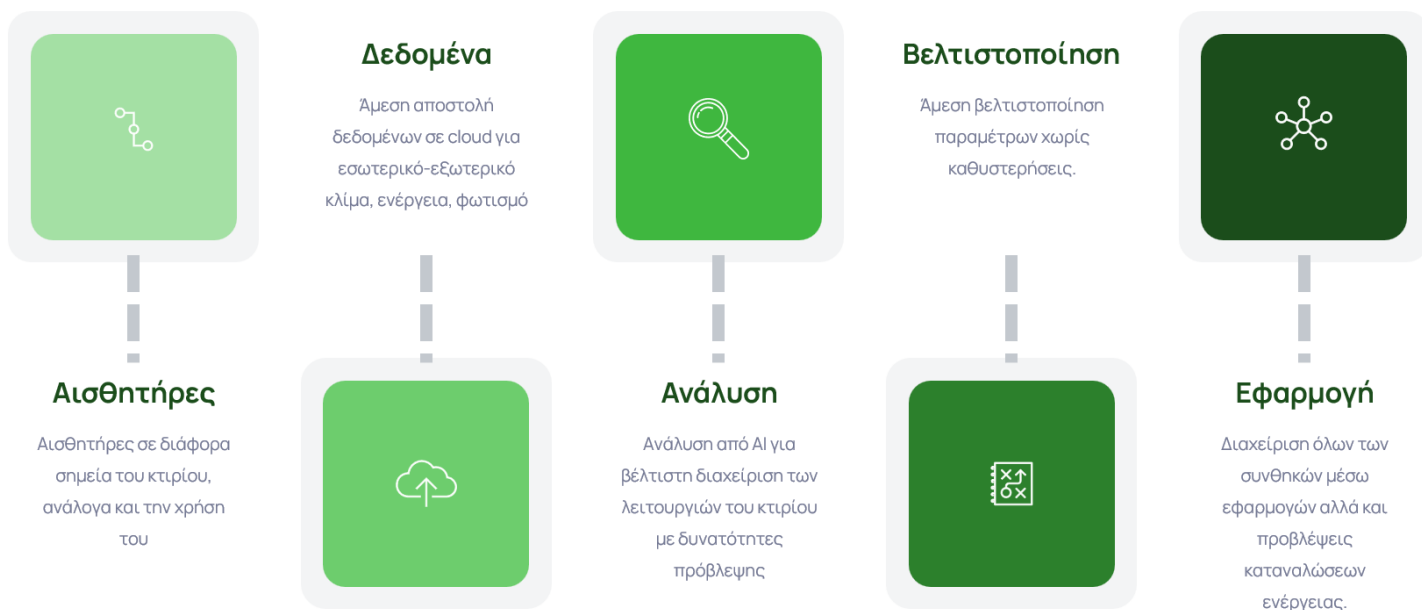 Αισθητήρες
Αισθητήρες σε διάφορα
σημεία του κτιρίου,
ανάλογα και την χρήση
του
Δεδομένα
Άμεση αποστολή
δεδομένων σε cloud για
εσωτερικό-εξωτερικό
κλίμα, ενέργεια, φωτισμό
Ανάλυση
Ανάλυση από AI για
βέλτιστη διαχείριση των
λειτουργιών του κτιρίου
με δυνατότητες
πρόβλεψης
Βελτιστοποίηση
Άμεση βελτιστοποίηση
παραμέτρων χωρίς
καθυστερήσεις.
Εφαρμογή
Διαχείριση όλων των
συνθηκών μέσω
εφαρμογών αλλά και
προβλέψεις
καταναλώσεων
ενέργειας.